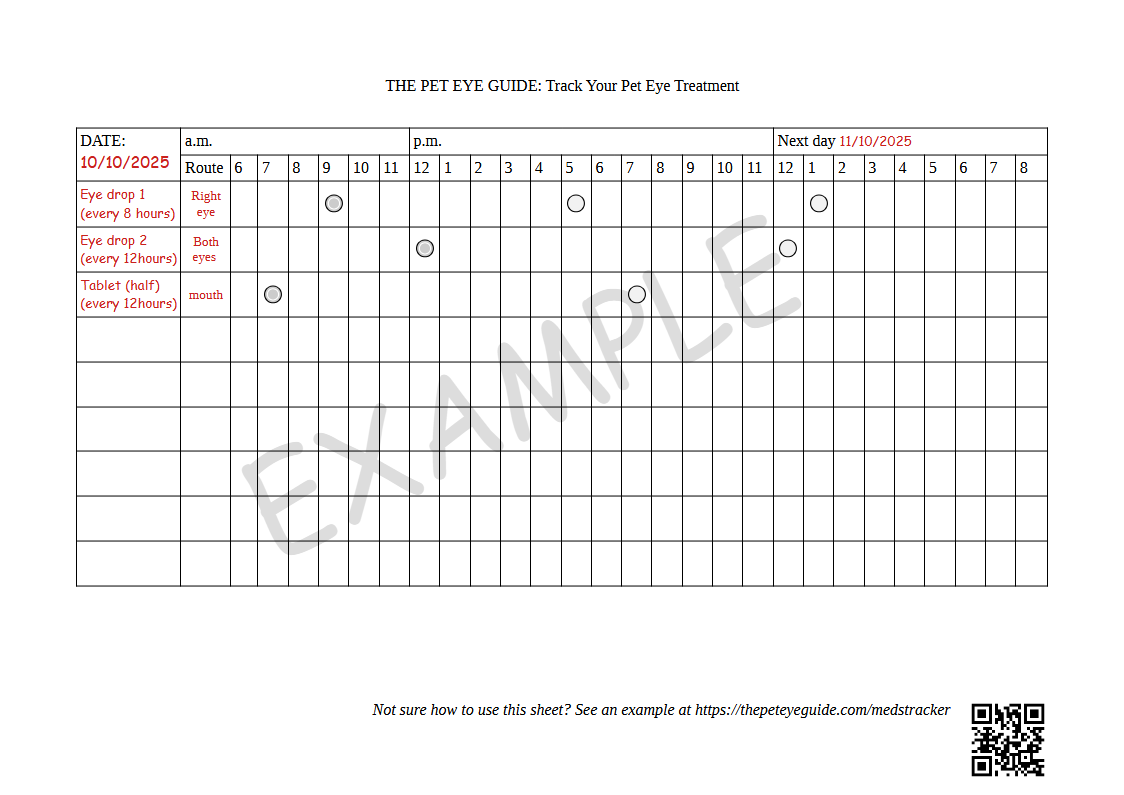 THE PET EYE GUIDE: Track Your Pet Eye Treatment
DATE: a.m. p.m. Next day 11/10/2025
10/10/2025 Route 6 7 8 9 10 11 12 1 2 3 4 5 6 7 8 9 10 11 12 1 2 3 4 5 6 7 8
Eye drop 1 Right
(every 8 hours) eye
Eye drop 2 Both
(every 12hours) eyes
Tablet (half) mouth
(every 12hours)
EXAMPLE
Not sure how to use this sheet? See an example at https://thepeteyeguide.com/medstracker